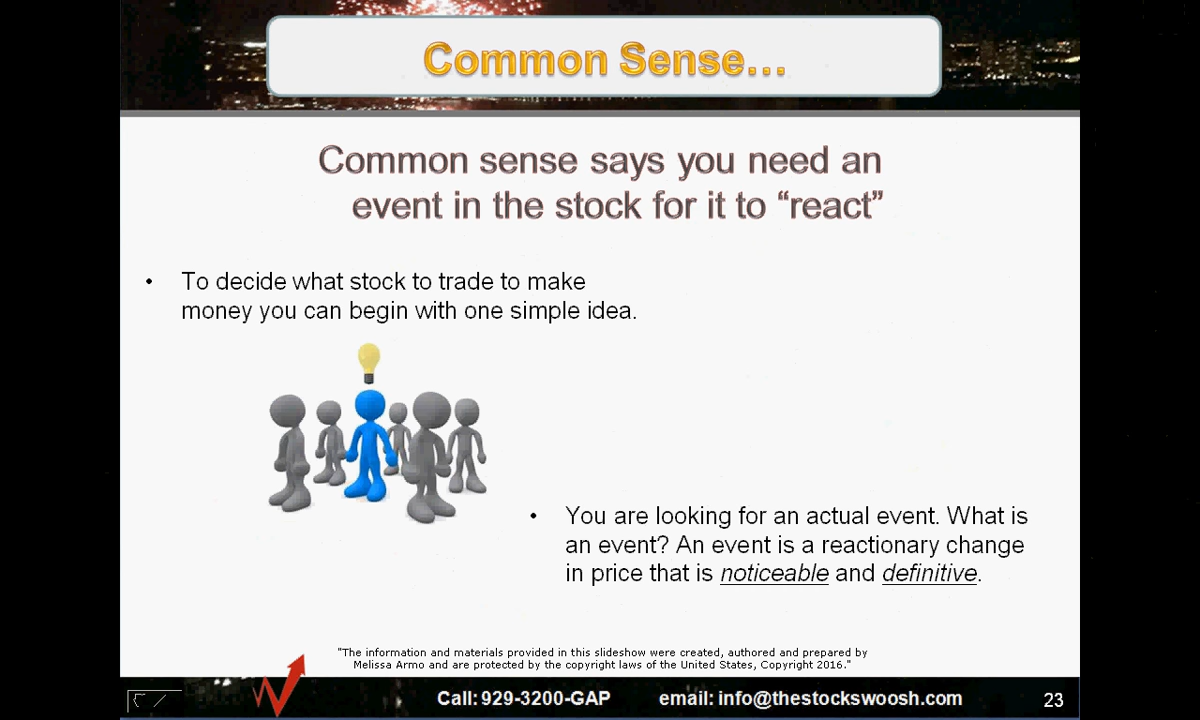 Common Sense...
Common sense says you need an
event in the stock for it to “react”
• To decide what stock to trade to make
money you can begin with one simple idea.
• You are looking for an actual event. What is
an event? An event is a reactionary change
in price that is noticeable and definitive.
"The information and materials provided in this slideshow were created, authored and prepared by
Melissa Armo and are protected by the copyright laws of the United States, Copyright 2016."
Call: 929-3200-GAP email: info@thestockswoosh.com 23